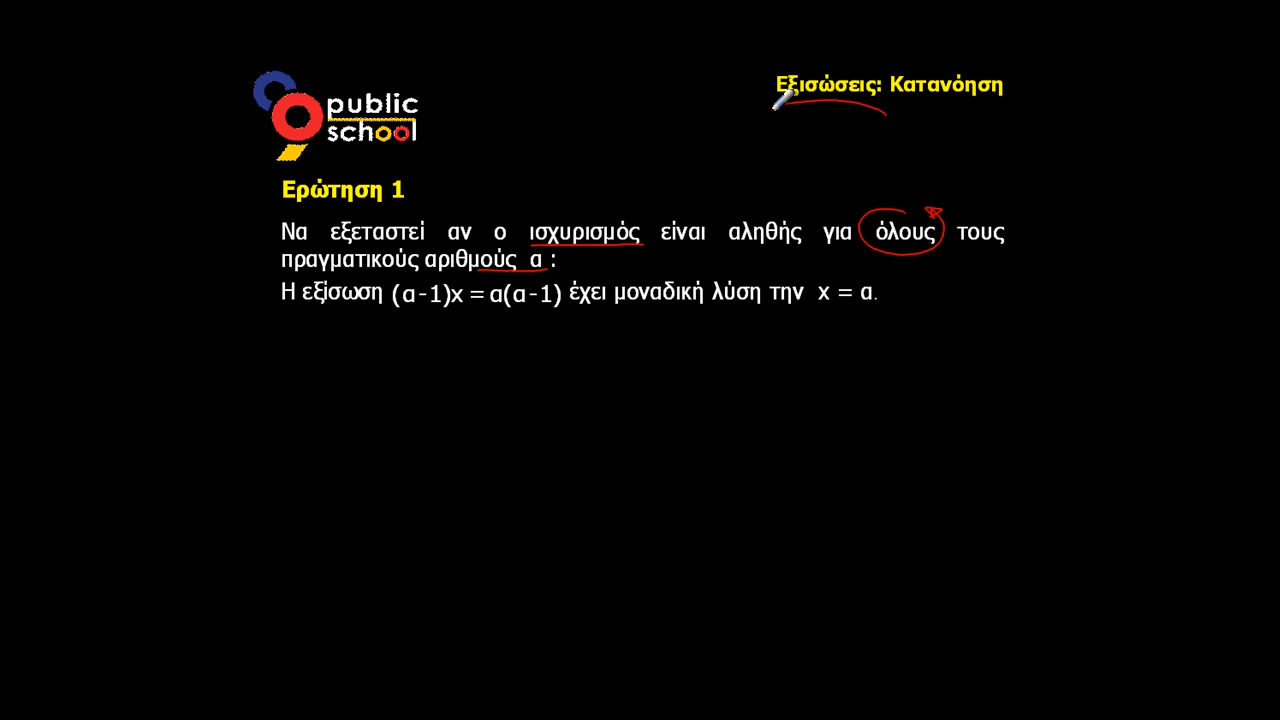 public
school
Εξισώσεις: Κατανόηση
Ερώτηση 1
Να εξεταστεί αν ο ισχυρισμός είναι αληθής για όλους τους
πραγματικούς αριθμούς α :
Η εξίσωση (α-1)x = α(α-1) έχει μοναδική λύση την x = α.